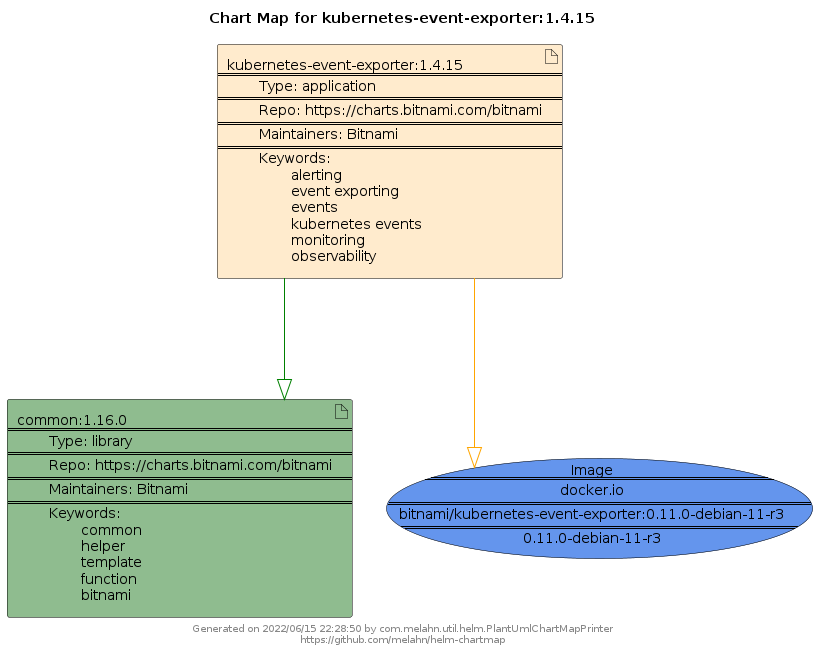 Chart Map for kubernetes-event-exporter:1.4.15
kubernetes-event-exporter:1.4.15
Type: application
Repo: https://charts.bitnami.com/bitnami
Maintainers: Bitnami
Keywords:
alerting
event exporting
events
kubernetes events
monitoring
observability
common:1.16.0
Type: library
Repo: https://charts.bitnami.com/bitnami
Maintainers: Bitnami
Keywords:
common
helper
template
function
bitnami
Image
docker.io
bitnami/kubernetes-event-exporter:0.11.0-debian-11-r3
0.11.0-debian-11-r3
Generated on 2022/06/15 22:28:50 by com.melahn.util.helm.PlantUmlChartMapPrinter
https://github.com/melahn/helm-chartmap